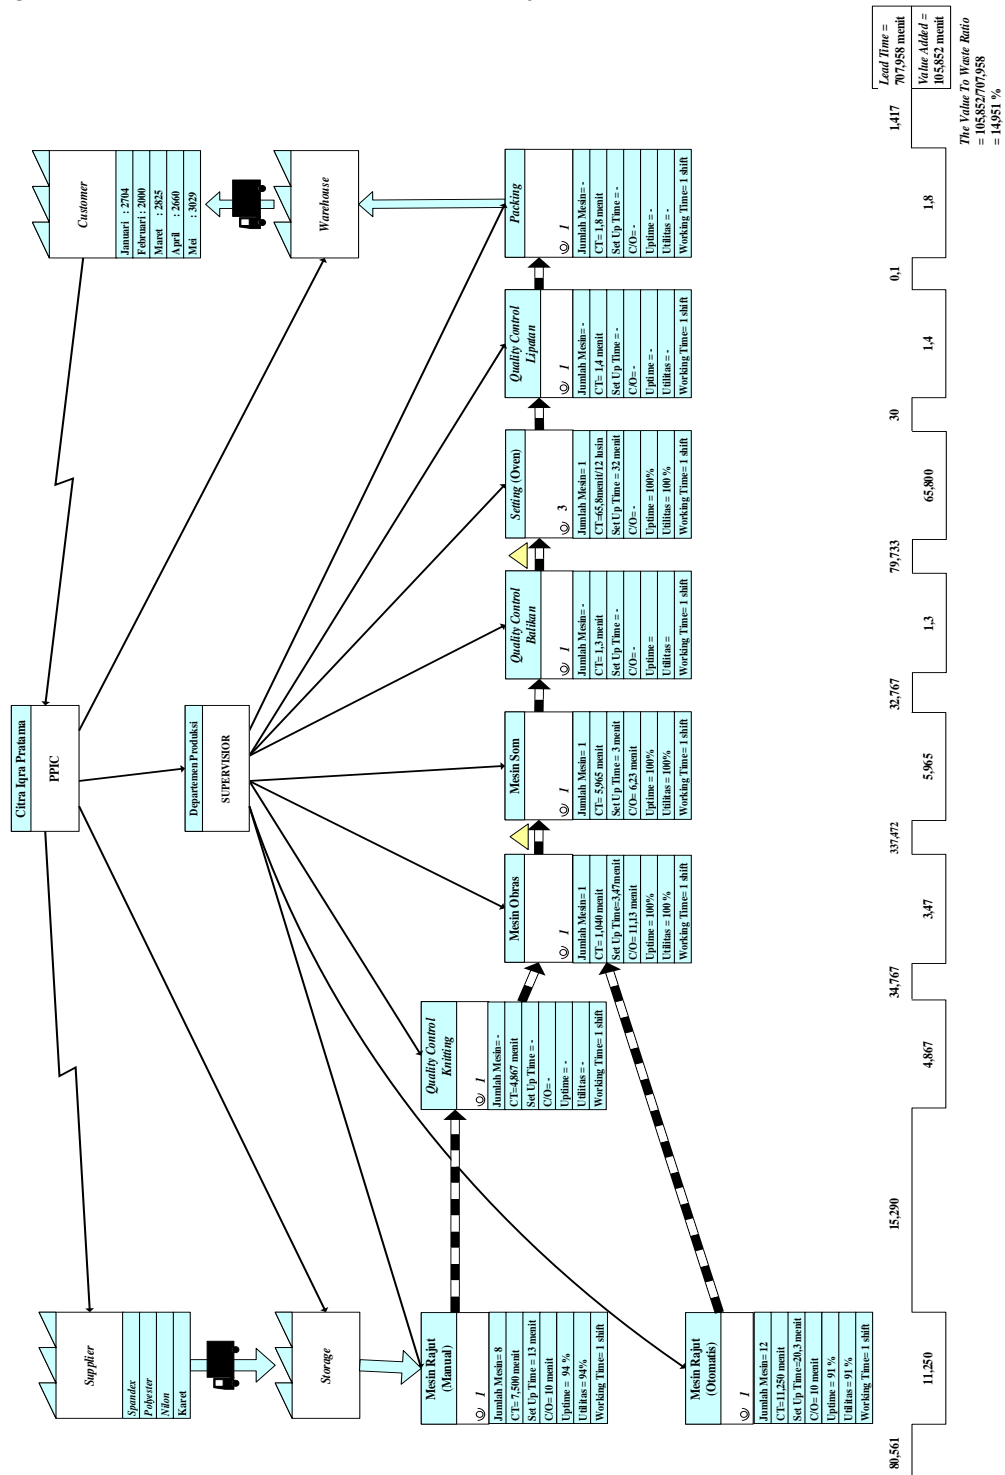 Supplier
Spandex
Polyester
Nilon
Karet
Citra Iqra Pratama
PPIC
Customer
Januari : 2704
Februari : 2000
Maret : 2825
April : 2660
Mei : 3029
Storage
Departemen Produksi
SUPERVISIOR
Warehouse
Mesin Rajut
(Manual)
1
Jumlah Mesin= 8
CT= 7,500 menit
Set Up Time = 13 menit
C/O= 10 menit
Uptime = 94 %
Utilitas = 94%
Working Time= 1 shift
Quality Control
Knitting
1
Jumlah Mesin= -
CT=4,867 menit
Set Up Time = -
C/O= -
Uptime = -
Utilitas = -
Working Time= 1 shift
Mesin Obras
1
Jumlah Mesin= 1
CT= 1,040 menit
Set Up Time=3,47menit
C/O= 11,13 menit
Uptime = 100%
Utilitas = 100 %
Working Time= 1 shift
Mesin Som
1
Jumlah Mesin= 1
CT= 5,965 menit
Set Up Time = 3 menit
C/O= 6,23 menit
Uptime = 100%
Utilitas = 100%
Working Time= 1 shift
Quality Control
Balikan
1
Jumlah Mesin= -
CT= 1,3 menit
Set Up Time = -
C/O= -
Uptime =
Utilitas =
Working Time= 1 shift
Setting (Oven)
3
Jumlah Mesin= 1
CT=65,8menit/12 lusin
Set Up Time = 32 menit
C/O= -
Uptime = 100%
Utilitas = 100 %
Working Time= 1 shift
Quality Control
Lipatan
1
Jumlah Mesin= -
CT= 1,4 menit
Set Up Time = -
C/O= -
Uptime = -
Utilitas = -
Working Time= 1 shift
Packing
1
Jumlah Mesin= -
CT= 1,8 menit
Set Up Time = -
C/O= -
Uptime = -
Utilitas = -
Working Time= 1 shift
Mesin Rajut
(Otomatis)
1
Jumlah Mesin= 12
CT=11,250 menit
Set Up Time=20,3 menit
C/O= 10 menit
Uptime = 91 %
Utilitas = 91 %
Working Time= 1 shift
80,561
11,250
15,290
4,867
34,767
3,47
337,472
5,965
32,767
1,3
79,733
65,800
30
1,4
0,1
1,8
1,417
Lead Time =
707,958 menit
Value Added =
105,852 menit
The Value To Waste Ratio
= 105,852/707,958
= 14,951 %